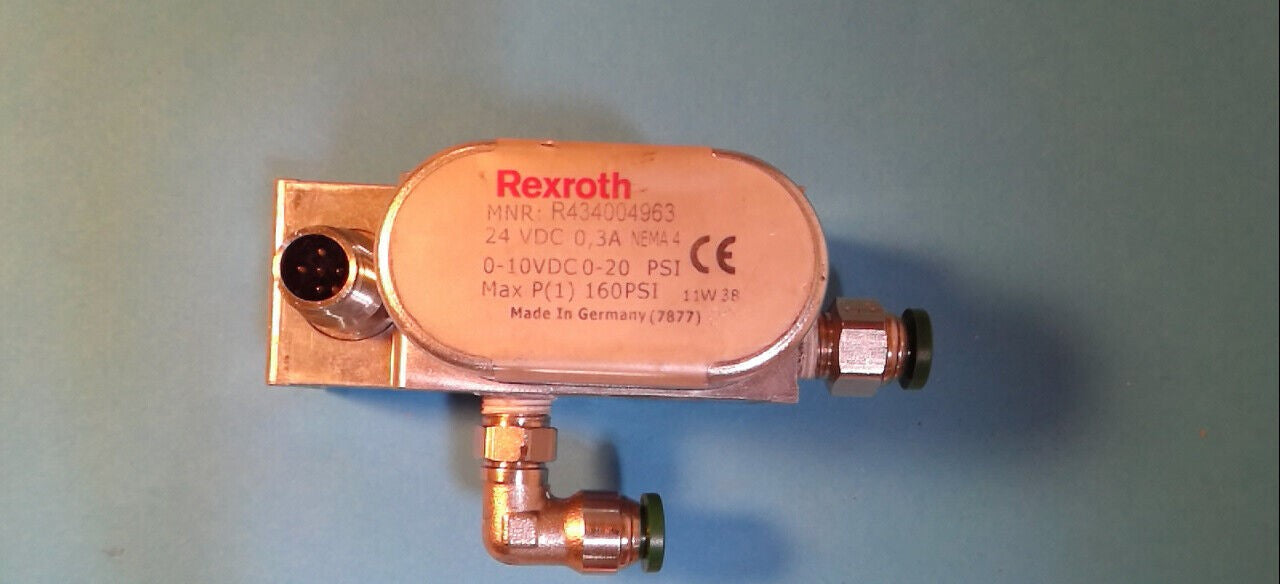 Rexroth
MNR: R434004963
24 VDC 0,3A NEMA 4
0-10VDC 0-20 PSI CE
Max P(1) 160PSI 11W 38
Made In Germany (7877)